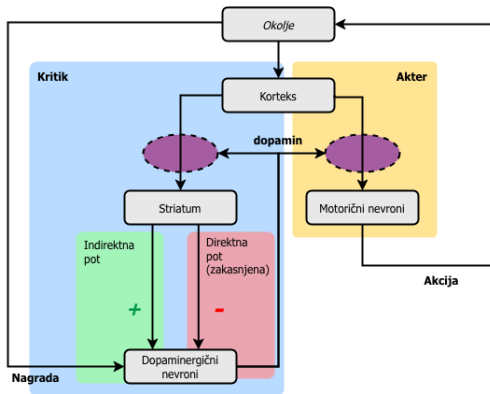 Okolje
Kritik
Akter
Korteks
dopamin
Striatum
Motorični nevroni
Indirektna
pot
Direktna
pot
(zakasnjena)
+
-
Akcija
Dopaminergični
nevroni
Nagrada